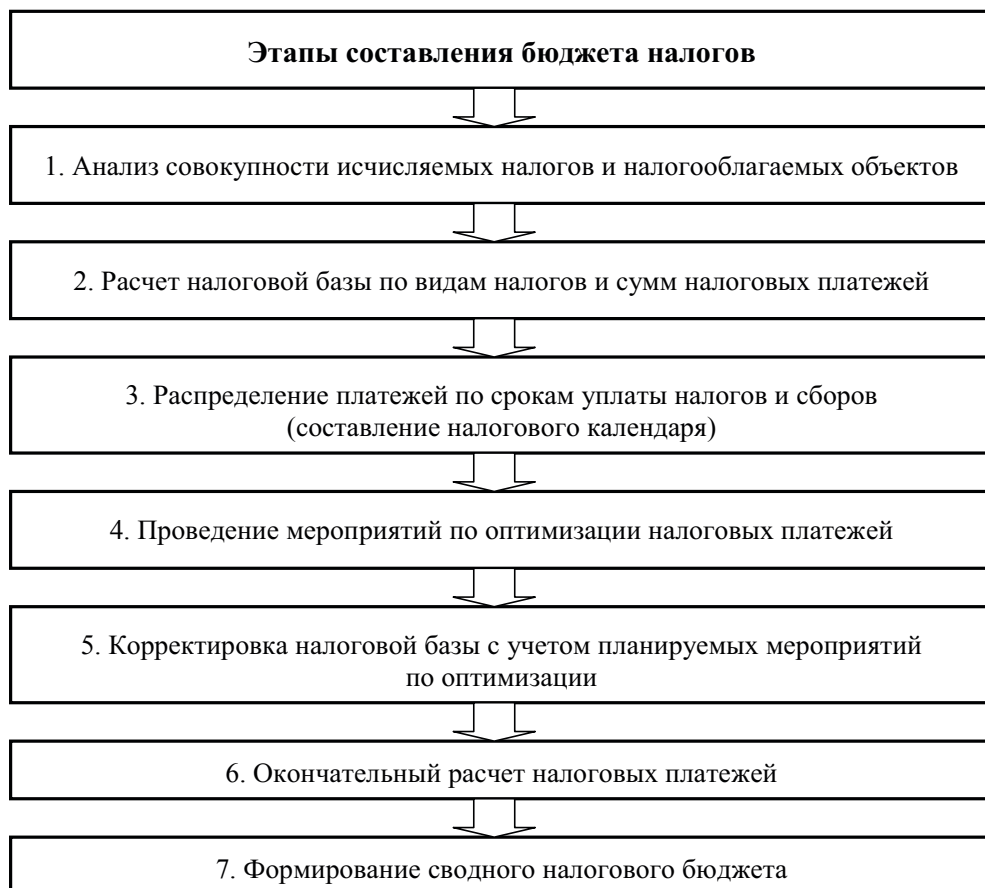 Этапы составления бюджета налогов
1. Анализ совокупности исчисляемых налогов и налогооблагаемых объектов
2. Расчет налоговой базы по видам налогов и сумм налоговых платежей
3. Распределение платежей по срокам уплаты налогов и сборов
(составление налогового календаря)
4. Проведение мероприятий по оптимизации налоговых платежей
5. Корректировка налоговой базы с учетом планируемых мероприятий
по оптимизации
6. Окончательный расчет налоговых платежей
7. Формирование сводного налогового бюджета